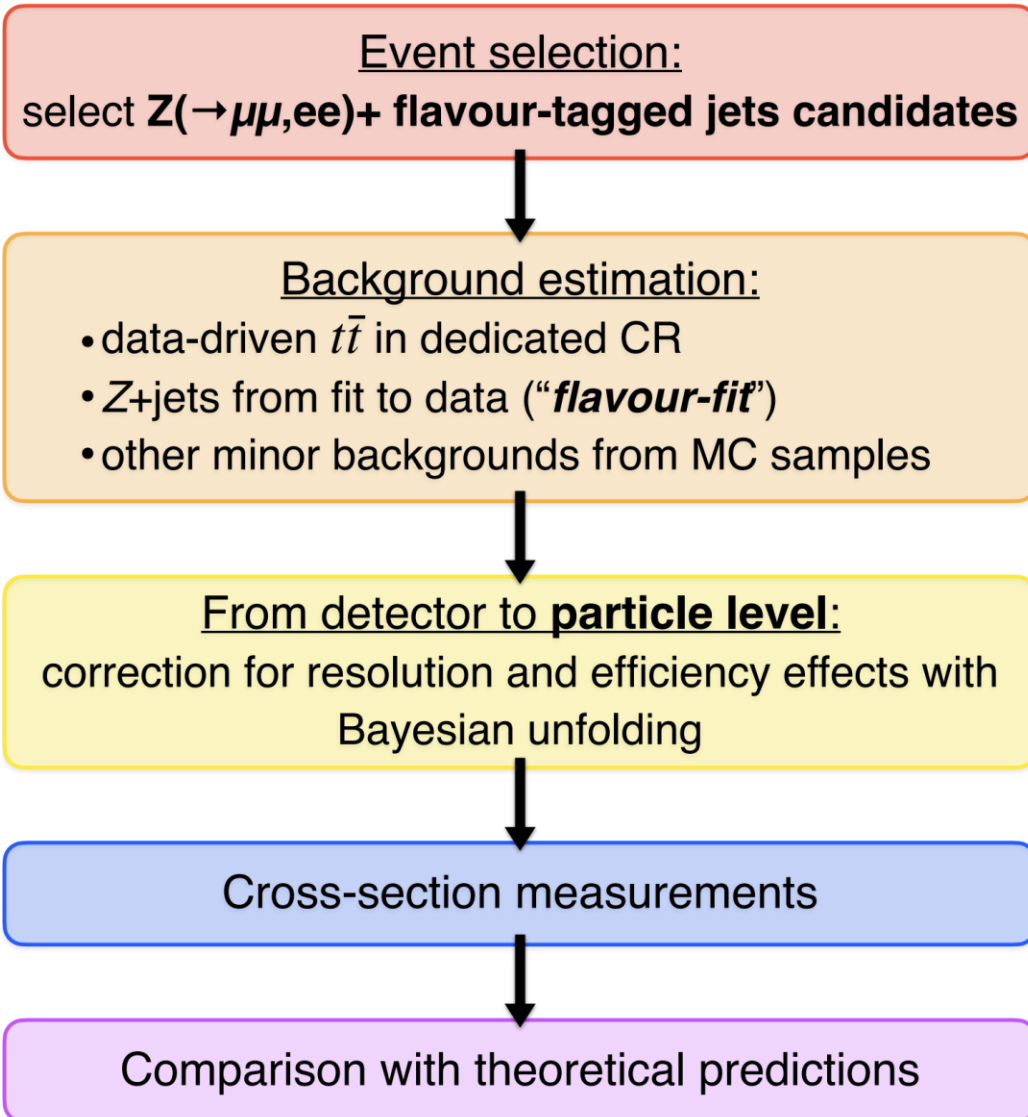 Event selection:
select Z(→μμ,ee)+ flavour-tagged jets candidates
Background estimation:
• data-driven tt̄ in dedicated CR
• Z+jets from fit to data (“flavour-fit”)
• other minor backgrounds from MC samples
From detector to particle level:
correction for resolution and efficiency effects with
Bayesian unfolding
Cross-section measurements
Comparison with theoretical predictions